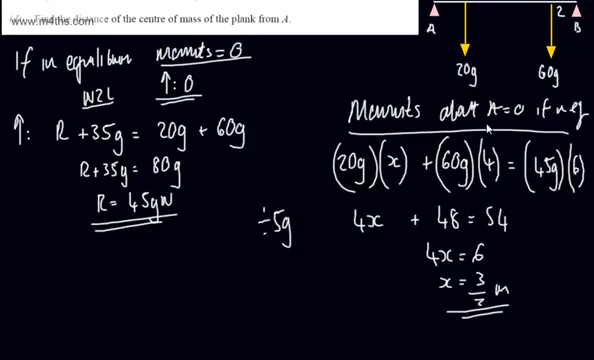 www.m4ths.com
Find the distance of the centre of mass of the plank from A.
A 2 B
20g 60g
If in equilibrium moments = 0
N2L ↑: 0
↑: R + 35g = 20g + 60g
R + 35g = 80g
R = 45g N
Moments about A = 0 if in eq
(20g)(x) + (60g)(4) = (45g)(6)
÷5g 4x + 48 = 54
4x = 6
x = 3/2 m